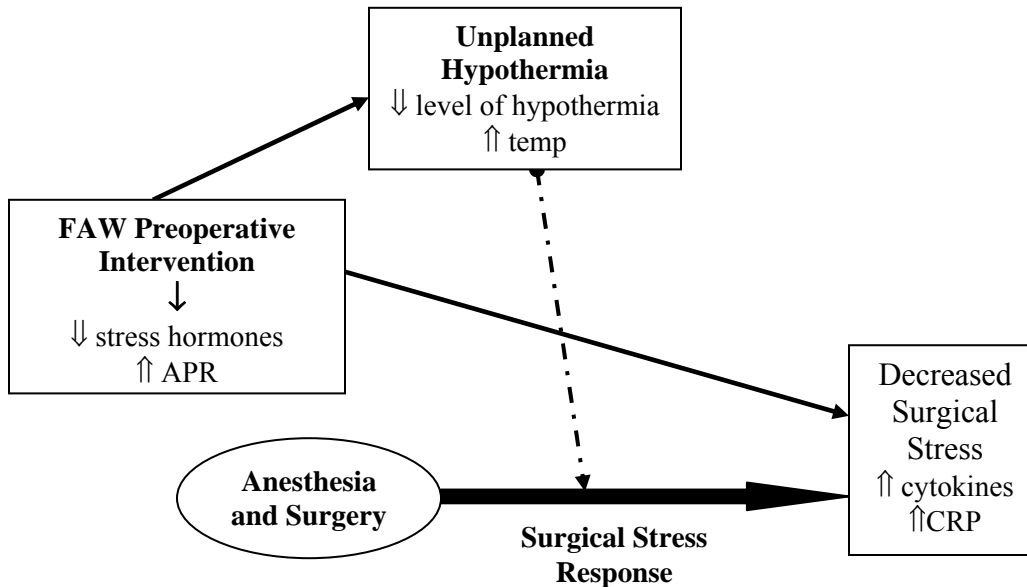 Unplanned
Hypothermia
⇓ level of hypothermia
⇑ temp
FAW Preoperative
Intervention
↓
⇓ stress hormones
⇑ APR
Decreased
Surgical
Stress
⇑ cytokines
⇑CRP
Anesthesia
and Surgery
Surgical Stress
Response